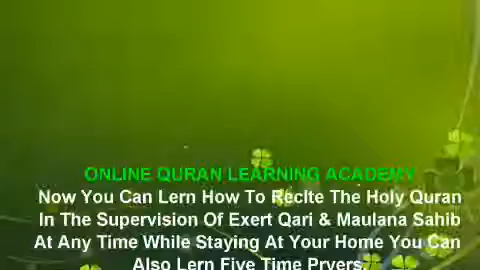 ONLINE QURAN LEARNING ACADEMY
Now You Can Lern How To Recite The Holy Quran
In The Supervision Of Exert Qari & Maulana Sahib
At Any Time While Staying At Your Home You Can
Also Lern Five Time Pryers